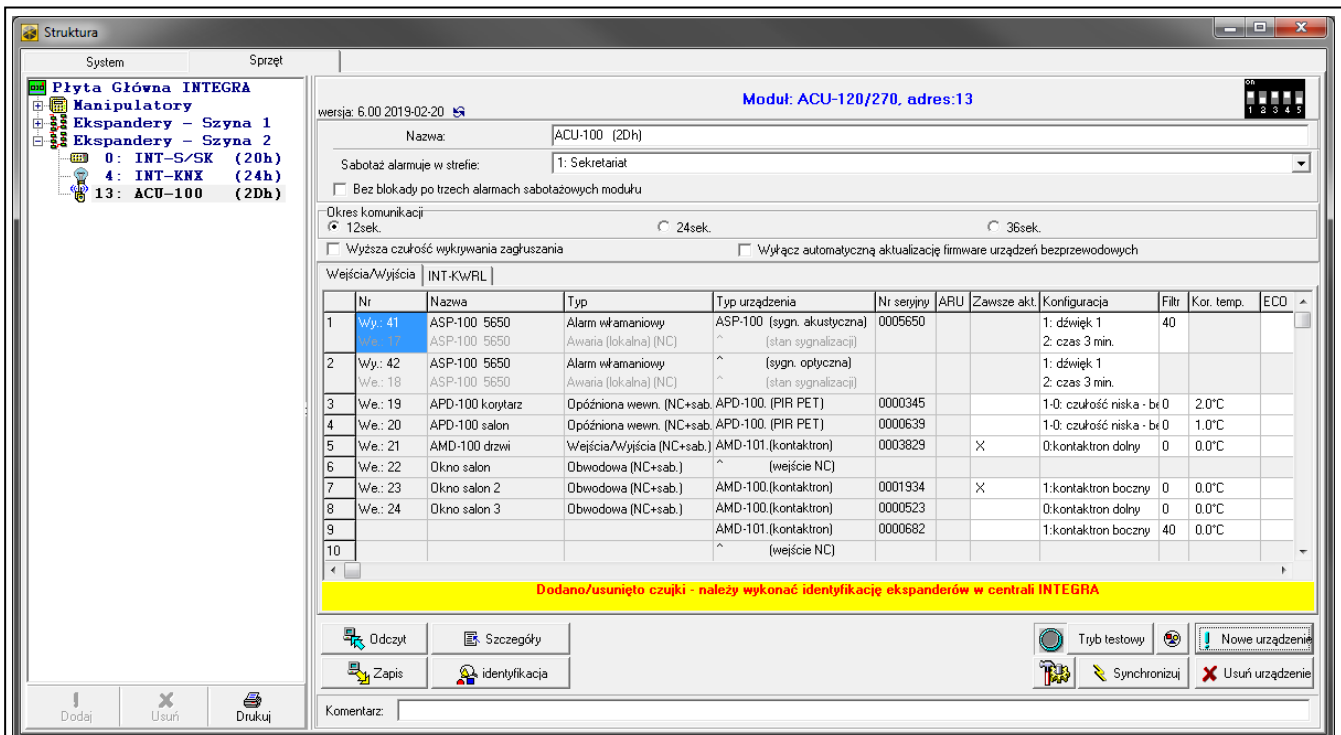 Struktura
System Sprzęt
Płyta Główna INTEGRA
Manipulatory
Ekspandery – Szyna 1
Ekspandery – Szyna 2
0: INT–S/SK (20h)
4: INT–KNX (24h)
13: ACU–100 (2Dh)
Dodaj Usuń Drukuj
Moduł: ACU-120/270, adres:13
on
1 2 3 4 5
wersja: 6.00 2019-02-20
Nazwa: ACU-100 (2Dh)
Sabotaż alarmuje w strefie: 1: Sekretariat
Bez blokady po trzech alarmach sabotażowych modułu
Okres komunikacji
12sek. 24sek. 36sek.
Wyższa czułość wykrywania zagłuszania Wyłącz automatyczną aktualizację firmware urządzeń bezprzewodowych
Wejścia/Wyjścia INT-KWRL
Nr Nazwa Typ Typ urządzenia Nr seryjny ARU Zawsze akt. Konfiguracja Filtr Kor. temp. ECO
1 Wy.: 41 ASP-100 5650 Alarm włamaniowy ASP-100 (sygn. akustyczna) 0005650 1: dźwięk 1 40
We.: 17 ASP-100 5650 Awaria (lokalna) (NC) ^ (stan sygnalizacji) 2: czas 3 min.
2 Wy.: 42 ASP-100 5650 Alarm włamaniowy ^ (sygn. optyczna) 1: dźwięk 1
We.: 18 ASP-100 5650 Awaria (lokalna) (NC) ^ (stan sygnalizacji) 2: czas 3 min.
3 We.: 19 APD-100 korytarz Opóźniona wewn. (NC+sab. APD-100. (PIR PET) 0000345 1-0: czułość niska - be 0 2.0°C
4 We.: 20 APD-100 salon Opóźniona wewn. (NC+sab. APD-100. (PIR PET) 0000639 1-0: czułość niska - be 0 1.0°C
5 We.: 21 AMD-100 drzwi Wejścia/Wyjścia (NC+sab.) AMD-101.(kontaktron) 0003829 X 0:kontaktron dolny 0 0.0°C
6 We.: 22 Okno salon Obwodowa (NC+sab.) ^ (wejście NC)
7 We.: 23 Okno salon 2 Obwodowa (NC+sab.) AMD-100.(kontaktron) 0001934 X 1:kontaktron boczny 0 0.0°C
8 We.: 24 Okno salon 3 Obwodowa (NC+sab.) AMD-100.(kontaktron) 0000523 0:kontaktron dolny 0 0.0°C
9 AMD-101.(kontaktron) 0000682 1:kontaktron boczny 40 0.0°C
10 ^ (wejście NC)
Dodano/usunięto czujki - należy wykonać identyfikację ekspanderów w centrali INTEGRA
Odczyt Szczegóły Tryb testowy Nowe urządzenie
Zapis identyfikacja Synchronizuj Usuń urządzenie
Komentarz: